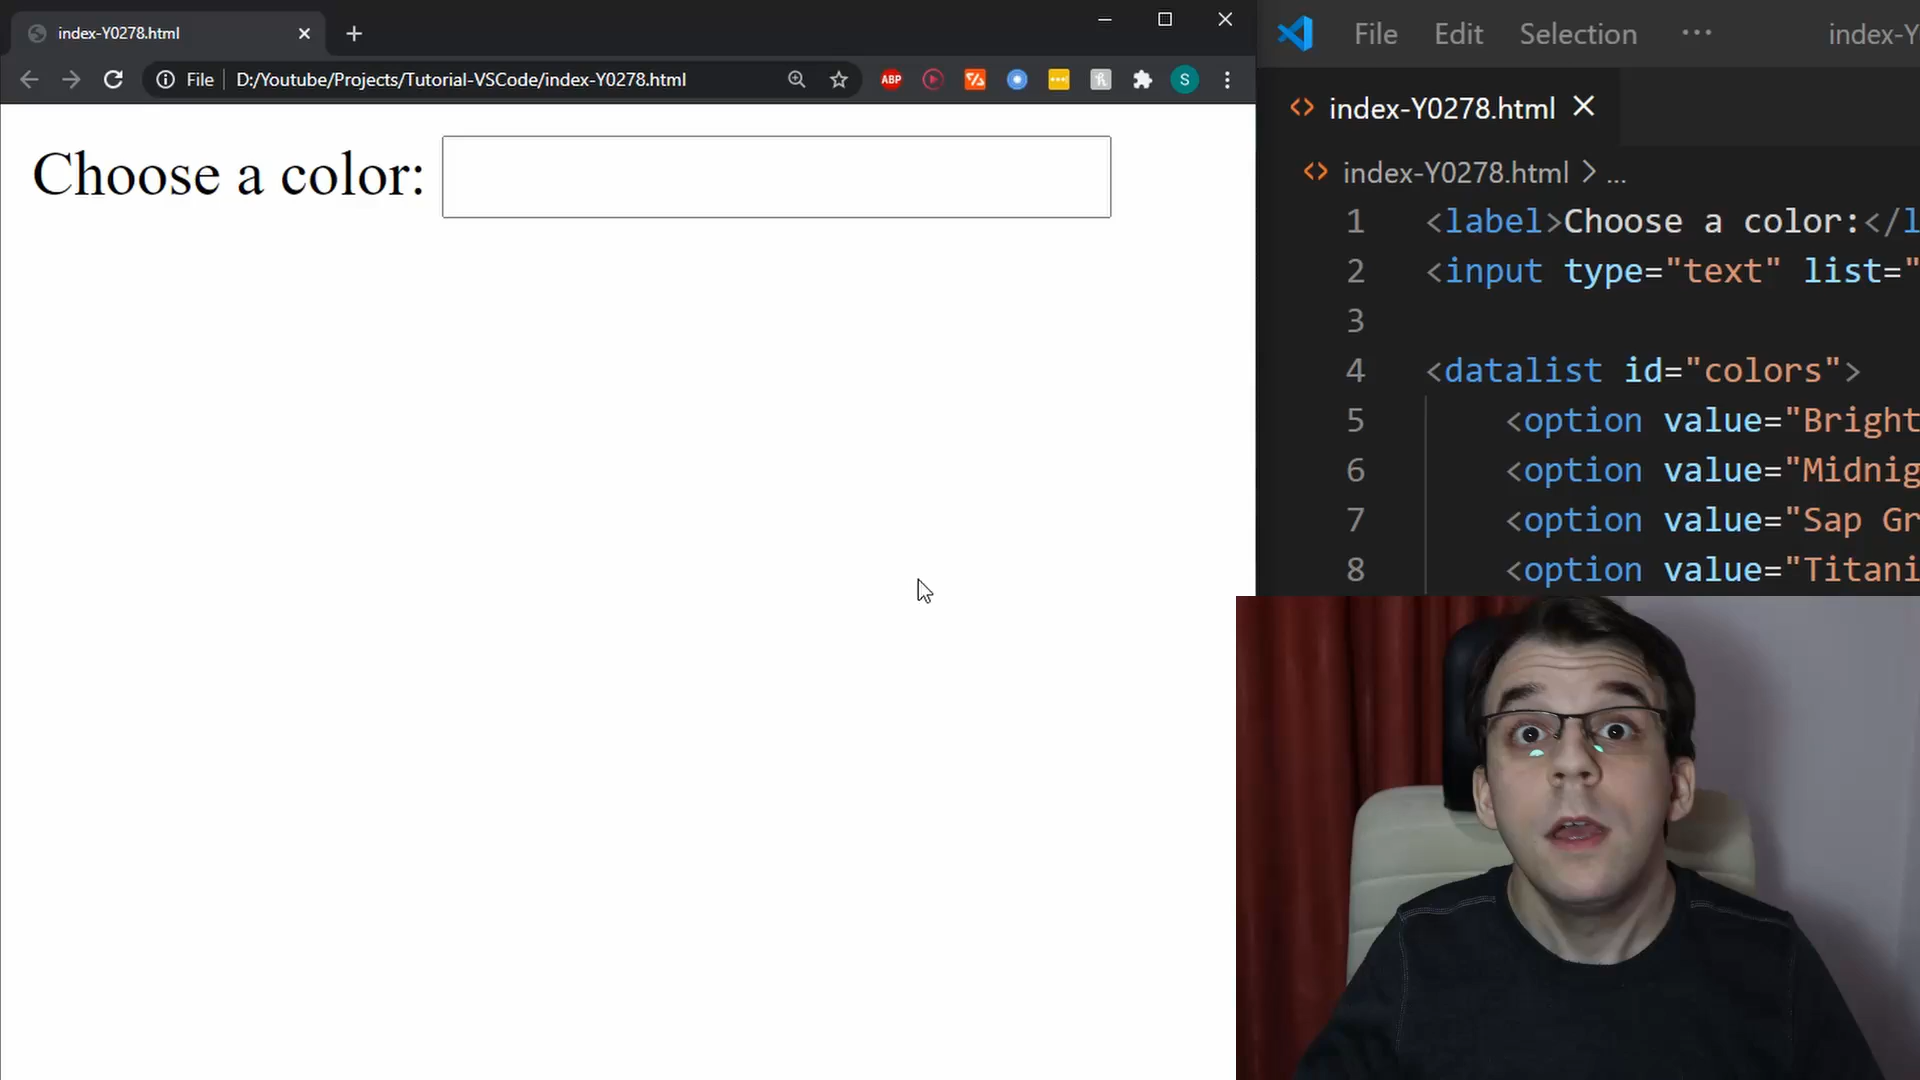 index-Y0278.html
File D:/Youtube/Projects/Tutorial-VSCode/index-Y0278.html
ABP
S
Choose a color:
File Edit Selection ··· index-Y
index-Y0278.html
index-Y0278.html > ...
1 <label>Choose a color:</l
2 <input type="text" list="
3
4 <datalist id="colors">
5 <option value="Bright
6 <option value="Midnig
7 <option value="Sap Gr
8 <option value="Titani